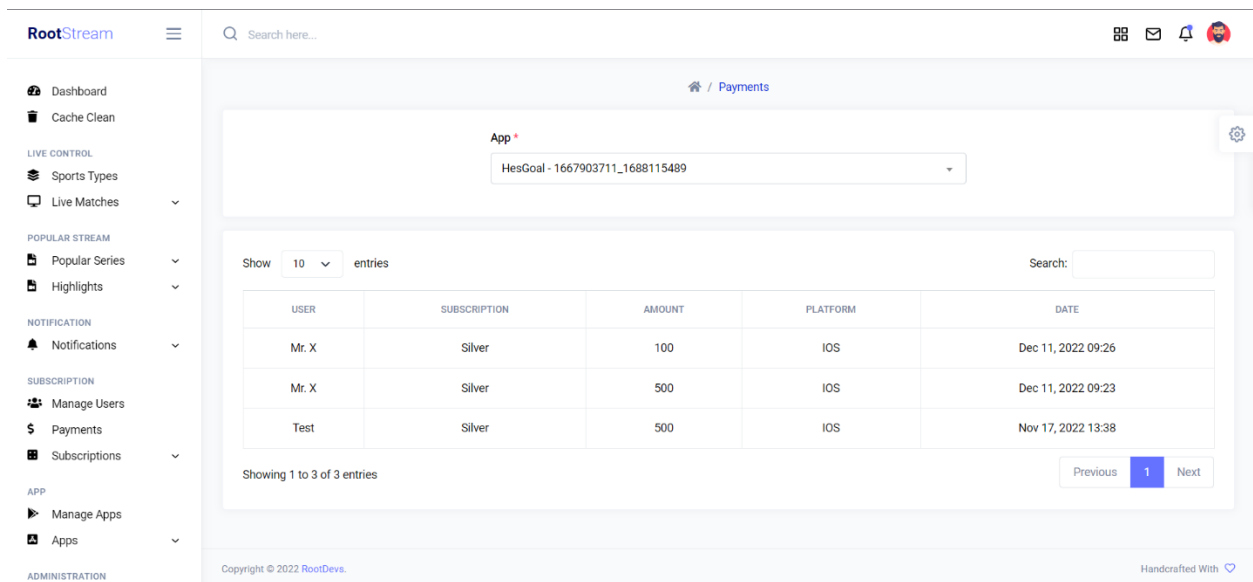 RootStream
Search here...
Dashboard
Cache Clean
LIVE CONTROL
Sports Types
Live Matches
POPULAR STREAM
Popular Series
Highlights
NOTIFICATION
Notifications
SUBSCRIPTION
Manage Users
Payments
Subscriptions
APP
Manage Apps
Apps
ADMINISTRATION
/ Payments
App *
HesGoal - 1667903711_1688115489
Show 10 entries
Search:
USER SUBSCRIPTION AMOUNT PLATFORM DATE
Mr. X Silver 100 IOS Dec 11, 2022 09:26
Mr. X Silver 500 IOS Dec 11, 2022 09:23
Test Silver 500 IOS Nov 17, 2022 13:38
Showing 1 to 3 of 3 entries
Previous 1 Next
Copyright © 2022 RootDevs.
Handcrafted With